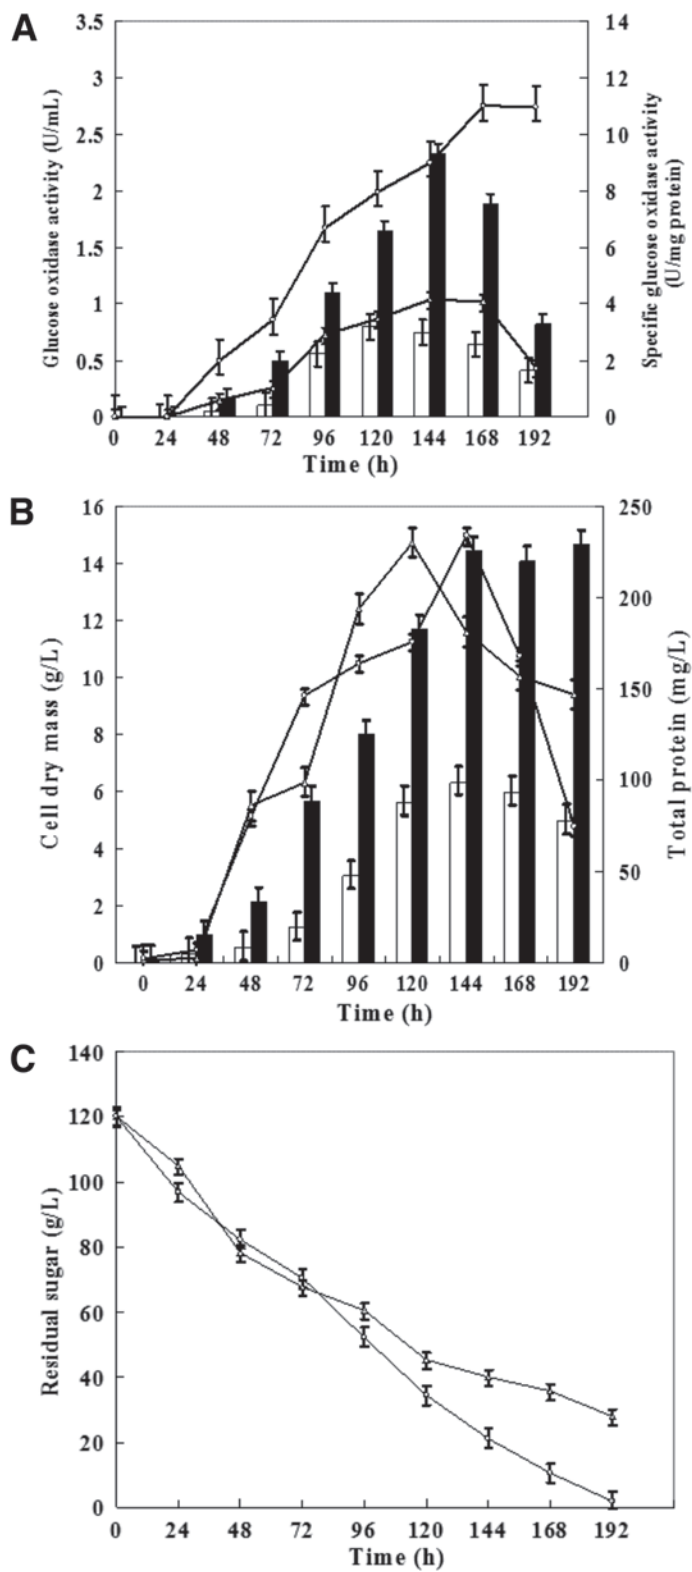 A
Glucose oxidase activity (U/mL)
3.5
3
2.5
2
1.5
1
0.5
0
14
12
10
8
6
4
2
0
Specific glucose oxidase activity
(U/mg protein)
0 24 48 72 96 120 144 168 192
Time (h)
B
Cell dry mass (g/L)
16
14
12
10
8
6
4
2
0
250
200
150
100
50
0
Total protein (mg/L)
0 24 48 72 96 120 144 168 192
Time (h)
C
Residual sugar (g/L)
140
120
100
80
60
40
20
0
0 24 48 72 96 120 144 168 192
Time (h)